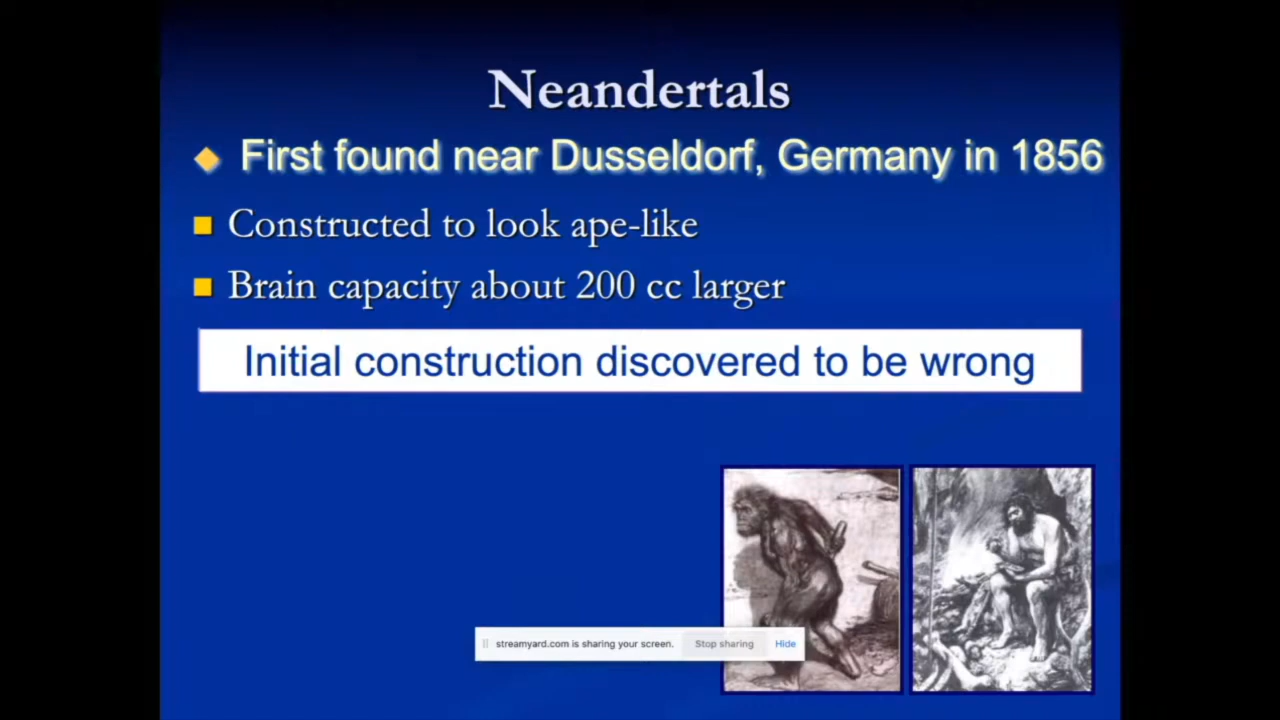 Neandertals
First found near Dusseldorf, Germany in 1856
Constructed to look ape-like
Brain capacity about 200 cc larger
Initial construction discovered to be wrong
streamyard.com is sharing your screen. Stop sharing Hide